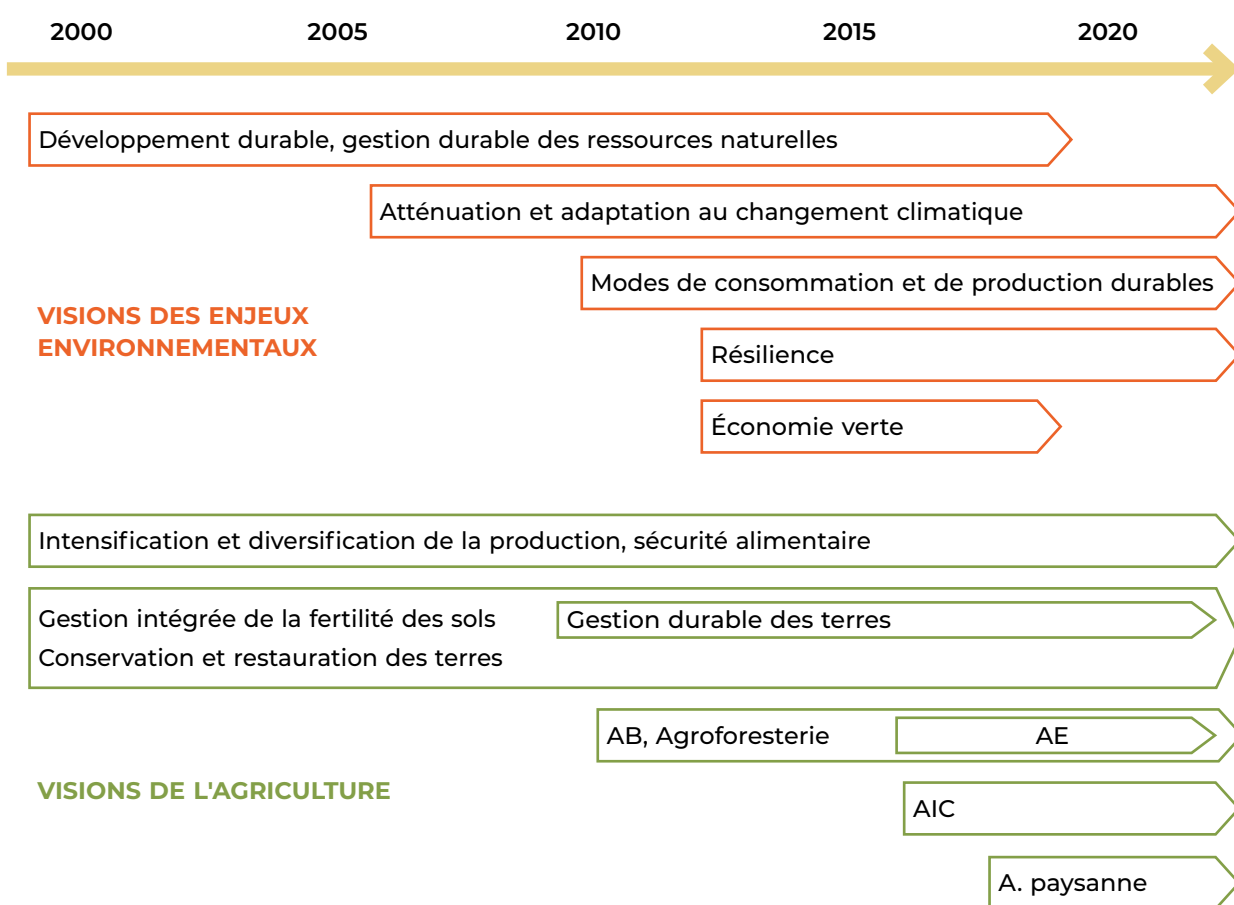 2000 2005 2010 2015 2020
Développement durable, gestion durable des ressources naturelles
Atténuation et adaptation au changement climatique
Modes de consommation et de production durables
VISIONS DES ENJEUX
ENVIRONNEMENTAUX
Résilience
Économie verte
Intensification et diversification de la production, sécurité alimentaire
Gestion intégrée de la fertilité des sols
Gestion durable des terres
Conservation et restauration des terres
AB, Agroforesterie
AE
VISIONS DE L'AGRICULTURE
AIC
A. paysanne